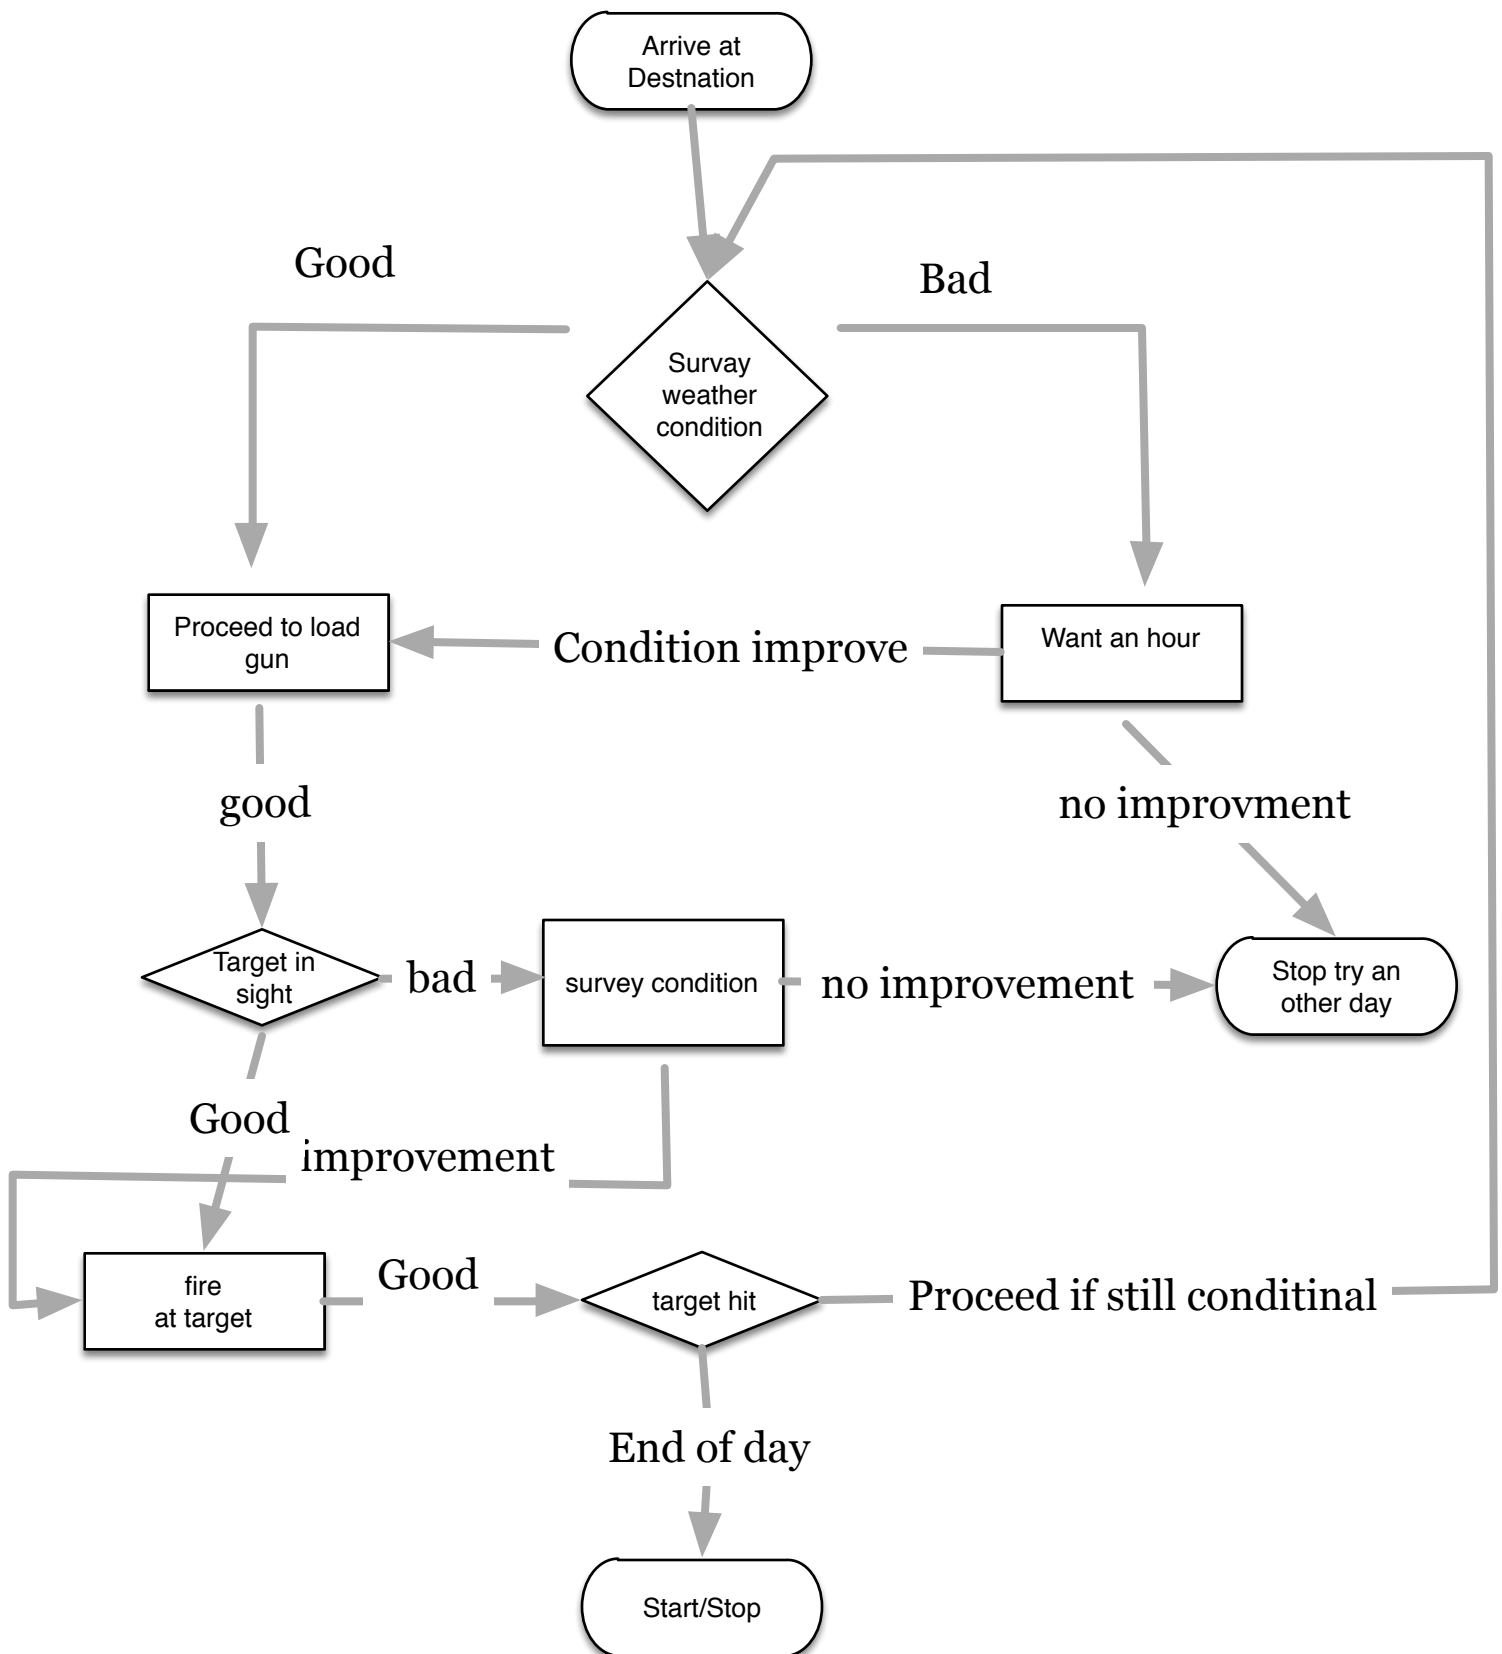 Arrive at
Destnation
Good
Bad
Survay
weather
condition
Proceed to load
gun
Condition improve
Want an hour
good
no improvment
Target in
sight
bad
survey condition
no improvement
Stop try an
other day
Good
improvement
fire
at target
Good
target hit
Proceed if still conditinal
End of day
Start/Stop